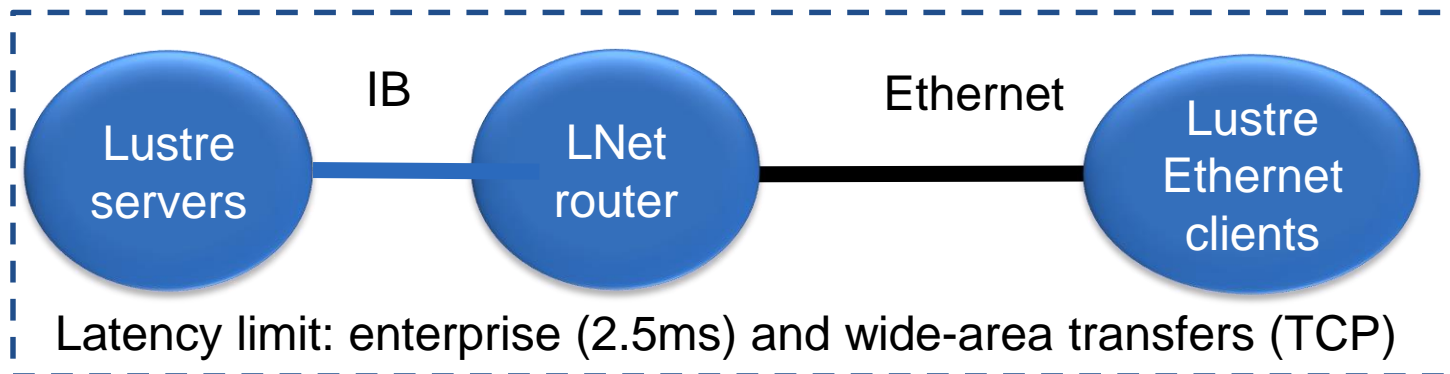 IB
Ethernet
Lustre
servers
LNet
router
Lustre
Ethernet
clients
Latency limit: enterprise (2.5ms) and wide-area transfers (TCP)